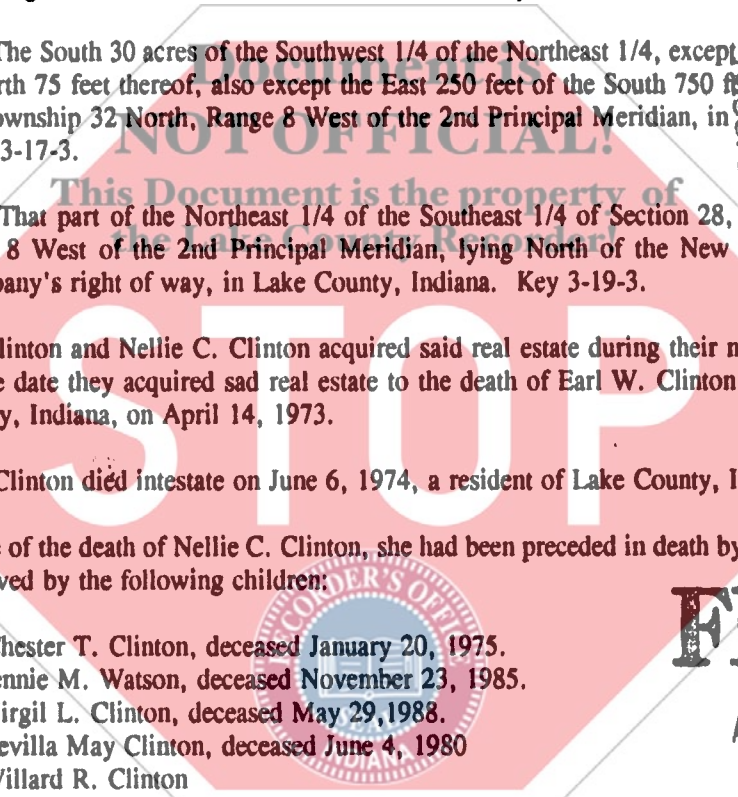 The South 30 acres of the Southwest 1/4 of the Northeast 1/4, except
rth 75 feet thereof, also except the East 250 feet of the South 750 fe
Document is
ownship 32 North, Range 8 West of the 2nd Principal Meridian, in
NOT OFFICIAL!
3-17-3.
This Document is the property of
That part of the Northeast 1/4 of the Southeast 1/4 of Section 28,
the Lake County Recorder!
8 West of the 2nd Principal Meridian, lying North of the New
pany's right of way, in Lake County, Indiana. Key 3-19-3.
STOP
linton and Nellie C. Clinton acquired said real estate during their m
e date they acquired sad real estate to the death of Earl W. Clinton
y, Indiana, on April 14, 1973.
Clinton died intestate on June 6, 1974, a resident of Lake County, I
of the death of Nellie C. Clinton, she had been preceded in death by
ved by the following children:
RECORDER'S OFFICE
SEAL
INDIANA
hester T. Clinton, deceased January 20, 1975.
ennie M. Watson, deceased November 23, 1985.
irgil L. Clinton, deceased May 29,1988.
evilla May Clinton, deceased June 4, 1980
Villard R. Clinton